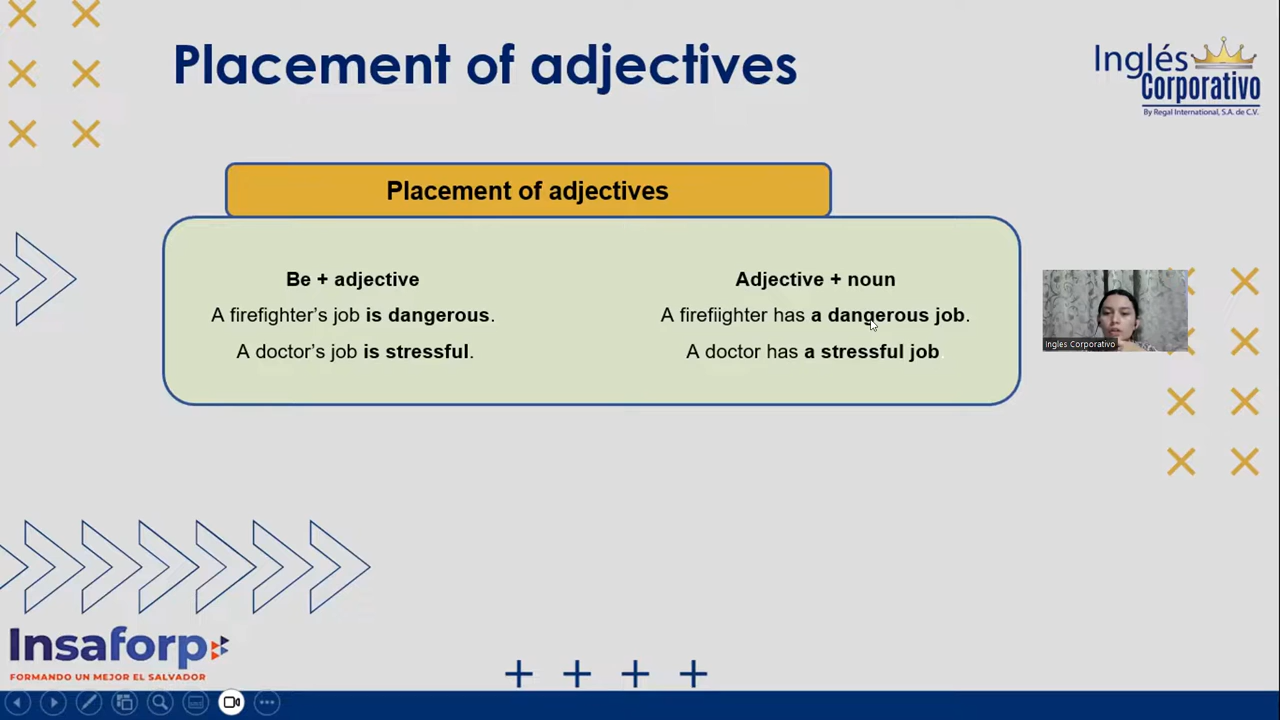 Placement of adjectives
Inglés
Corporativo
By Regal International, S.A. de C.V.
Placement of adjectives
Be + adjective
A firefighter’s job is dangerous.
A doctor’s job is stressful.
Adjective + noun
A firefiighter has a dangerous job.
A doctor has a stressful job.
Inglés Corporativo
Insaforp
FORMANDO UN MEJOR EL SALVADOR